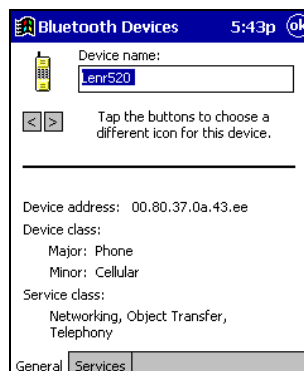 Bluetooth Devices 5:43p ok
Device name:
Lenr520
< >
Tap the buttons to choose a
different icon for this device.
Device address: 00.80.37.0a.43.ee
Device class:
Major: Phone
Minor: Cellular
Service class:
Networking, Object Transfer,
Telephony
General Services